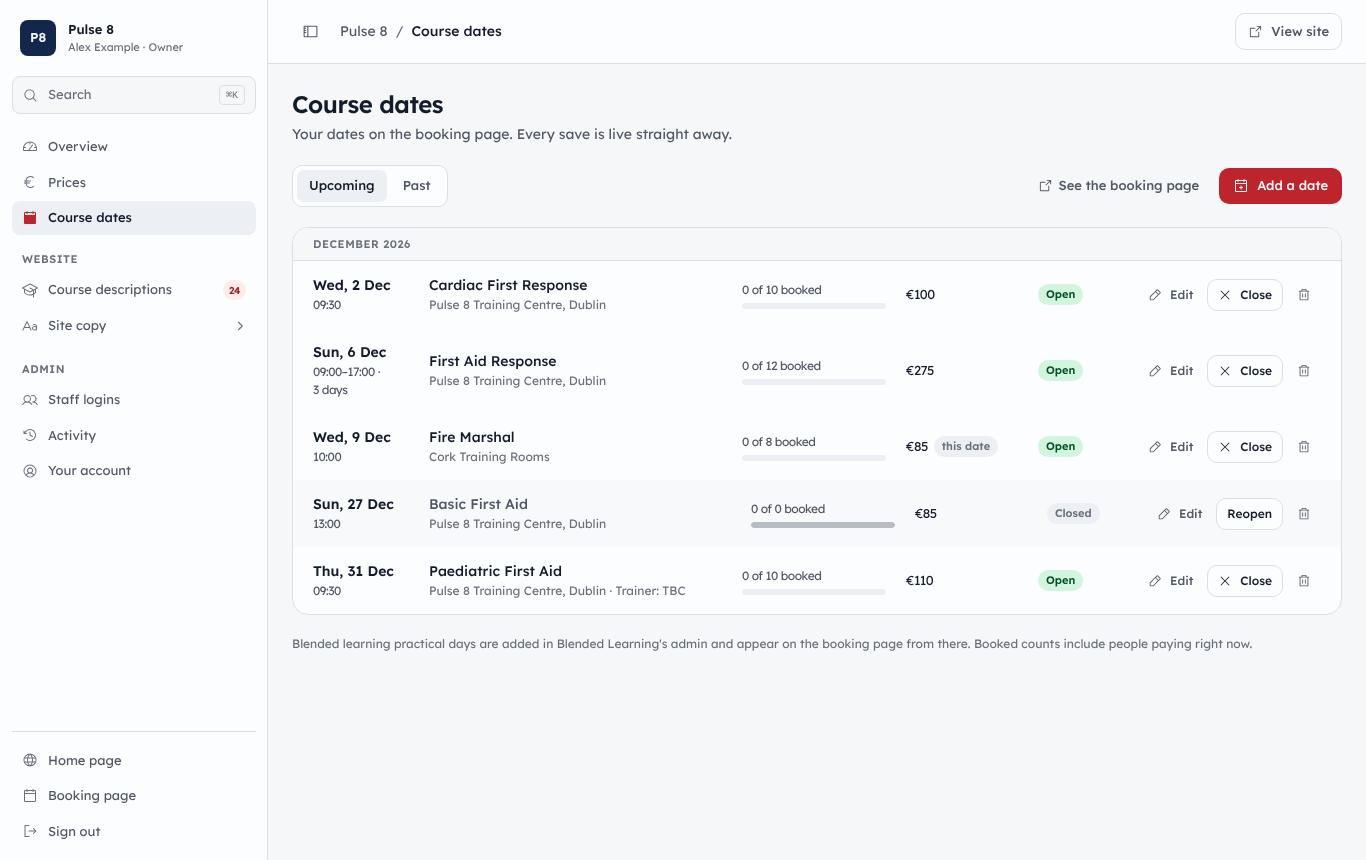 P8
Pulse 8
Alex Example · Owner
Search
⌘K
Overview
Prices
Course dates
WEBSITE
Course descriptions
24
Aa Site copy
ADMIN
Staff logins
Activity
Your account
Home page
Booking page
Sign out
Pulse 8 / Course dates
View site
Course dates
Your dates on the booking page. Every save is live straight away.
Upcoming
Past
See the booking page
Add a date
DECEMBER 2026
Wed, 2 Dec
09:30
Cardiac First Response
Pulse 8 Training Centre, Dublin
0 of 10 booked
€100
Open
Edit
Close
Sun, 6 Dec
09:00–17:00 ·
3 days
First Aid Response
Pulse 8 Training Centre, Dublin
0 of 12 booked
€275
Open
Edit
Close
Wed, 9 Dec
10:00
Fire Marshal
Cork Training Rooms
0 of 8 booked
€85
this date
Open
Edit
Close
Sun, 27 Dec
13:00
Basic First Aid
Pulse 8 Training Centre, Dublin
0 of 0 booked
€85
Closed
Edit
Reopen
Thu, 31 Dec
09:30
Paediatric First Aid
Pulse 8 Training Centre, Dublin · Trainer: TBC
0 of 10 booked
€110
Open
Edit
Close
Blended learning practical days are added in Blended Learning's admin and appear on the booking page from there. Booked counts include people paying right now.